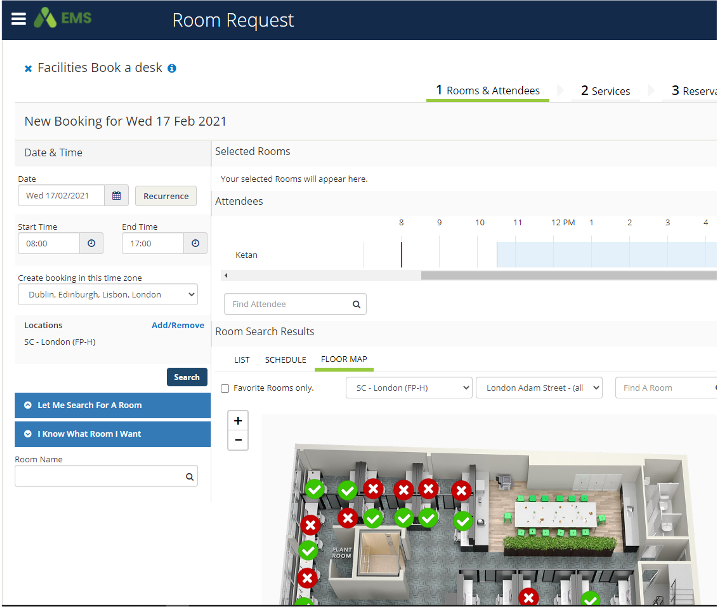 EMS
Room Request
Facilities Book a desk
1 Rooms & Attendees
2 Services
3 Reserva
New Booking for Wed 17 Feb 2021
Date & Time
Date
Wed 17/02/2021
Recurrence
Start Time
End Time
08:00
17:00
Create booking in this time zone
Dublin, Edinburgh, Lisbon, London
Locations
Add/Remove
SC - London (FP-H)
Search
Let Me Search For A Room
I Know What Room I Want
Room Name
Selected Rooms
Your selected Rooms will appear here.
Attendees
8 9 10 11 12 PM 1 2 3 4
Ketan
Find Attendee
Room Search Results
LIST SCHEDULE FLOOR MAP
Favorite Rooms only.
SC - London (FP-H)
London Adam Street - (all
Find A Room
+
−
PLANT
ROOM